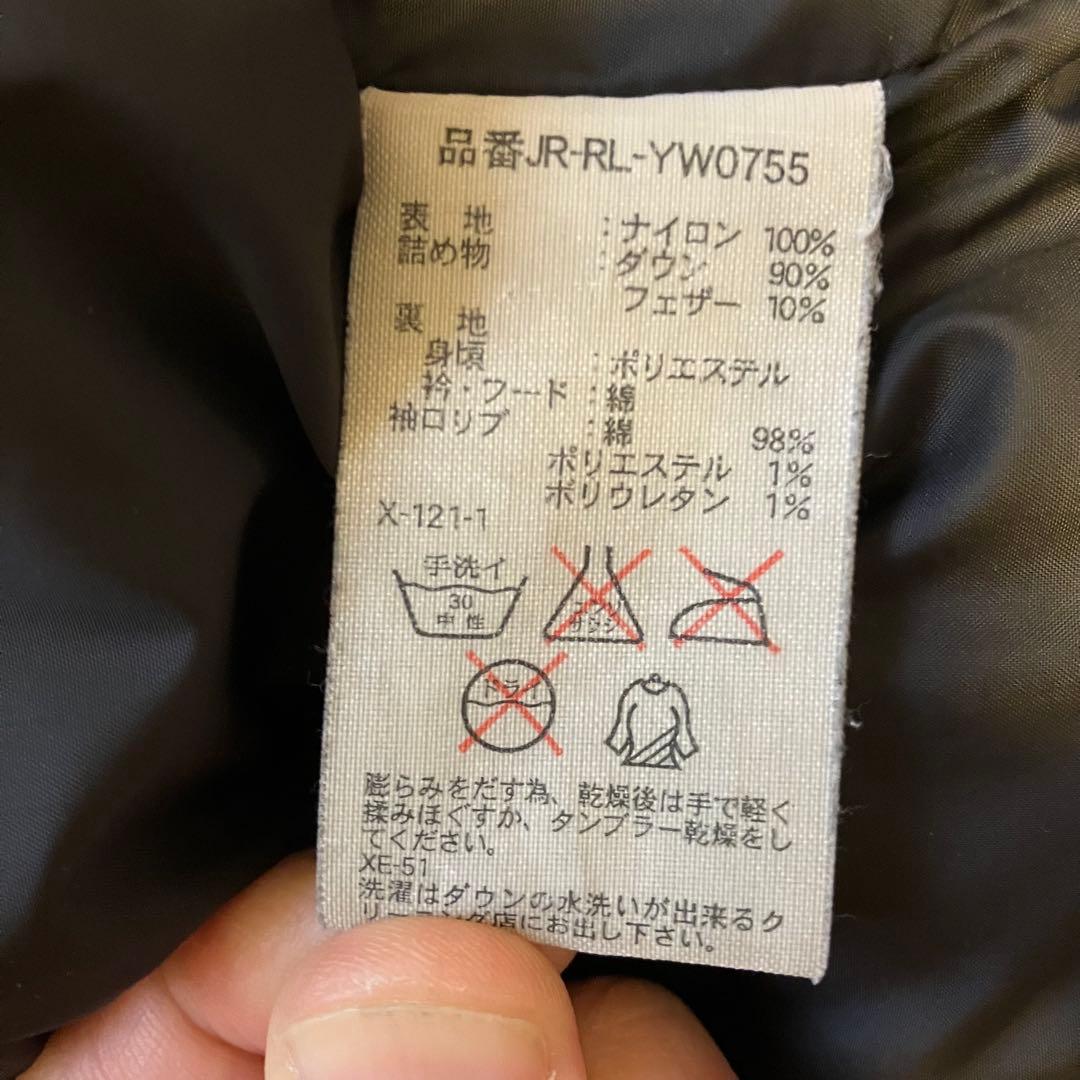 品番JR-RL-YW0755
表 地 :ナイロン 100%
詰め物 :ダウン 90%
フェザー 10%
裏 地
身頃 :ポリエステル
衿・フード :綿
袖口リブ :綿 98%
ポリエステル 1%
ポリウレタン 1%
X-121-1
手洗イ
30
中性
エンソ
サラシ
ドライ
膨らみをだす為、乾燥後は手で軽く
揉みほぐすか、タンブラー乾燥をし
てください。
XE-51
洗濯はダウンの水洗いが出来るク
リーニング店にお出し下さい。